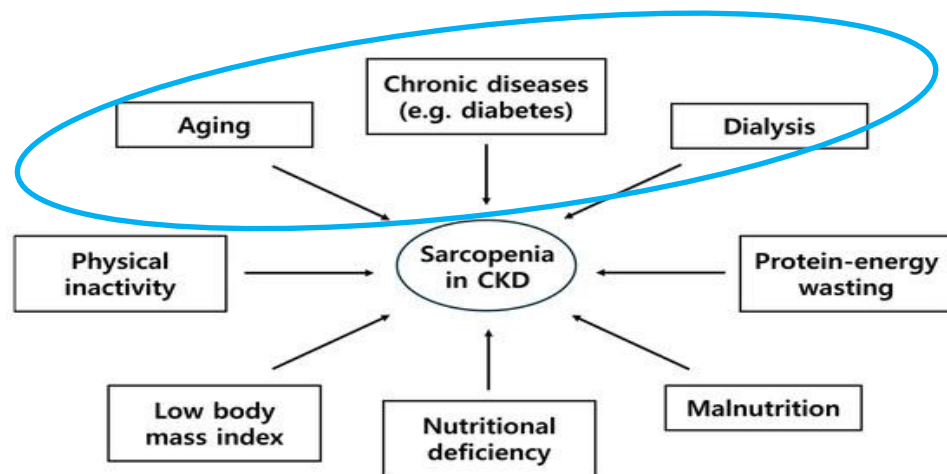 Chronic diseases
(e.g. diabetes)
Aging
Dialysis
Sarcopenia
in CKD
Physical
inactivity
Protein-energy
wasting
Low body
mass index
Nutritional
deficiency
Malnutrition